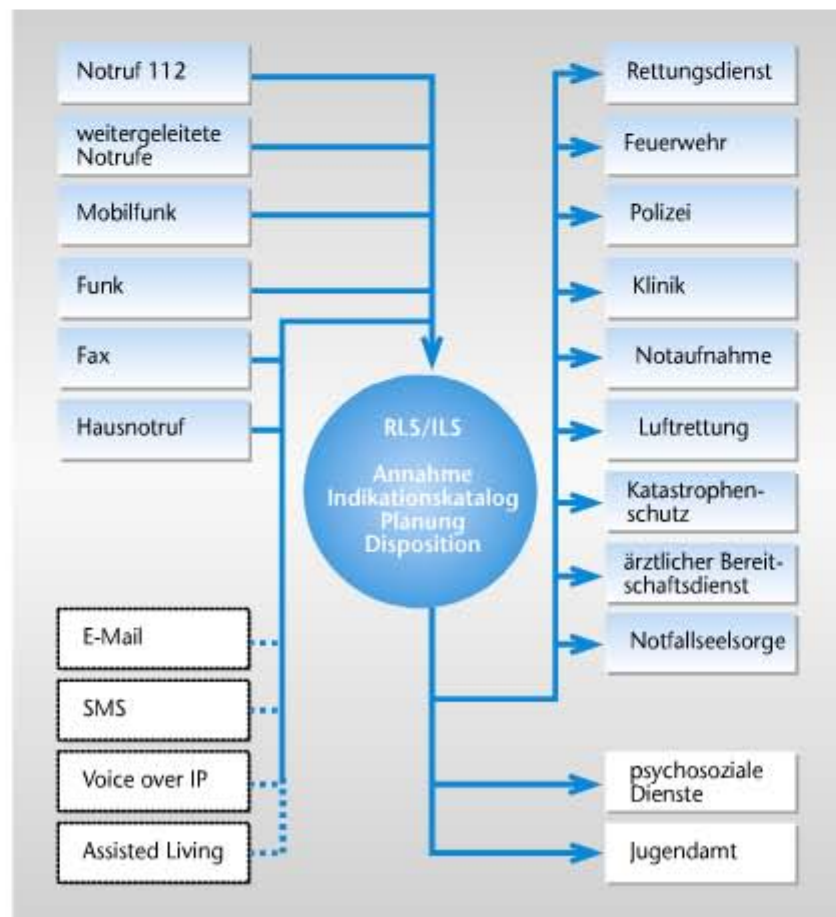 Notruf 112
weitergeleitete
Notrufe
Mobilfunk
Funk
Fax
Hausnotruf
E-Mail
SMS
Voice over IP
Assisted Living
RLS/ILS
Annahme
Indikationskatalog
Planung
Disposition
Rettungsdienst
Feuerwehr
Polizei
Klinik
Notaufnahme
Luftrettung
Katastrophen-
schutz
ärztlicher Bereit-
schaftsdienst
Notfallseelsorge
psychosoziale
Dienste
Jugendamt